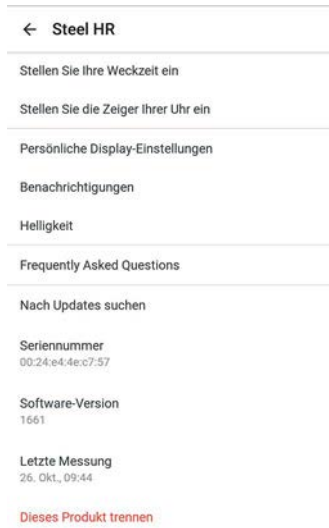 ← Steel HR
Stellen Sie Ihre Weckzeit ein
Stellen Sie die Zeiger Ihrer Uhr ein
Persönliche Display-Einstellungen
Benachrichtigungen
Helligkeit
Frequently Asked Questions
Nach Updates suchen
Seriennummer
00:24:e4:4e:c7:57
Software-Version
1661
Letzte Messung
26. Okt., 09:44
Dieses Produkt trennen